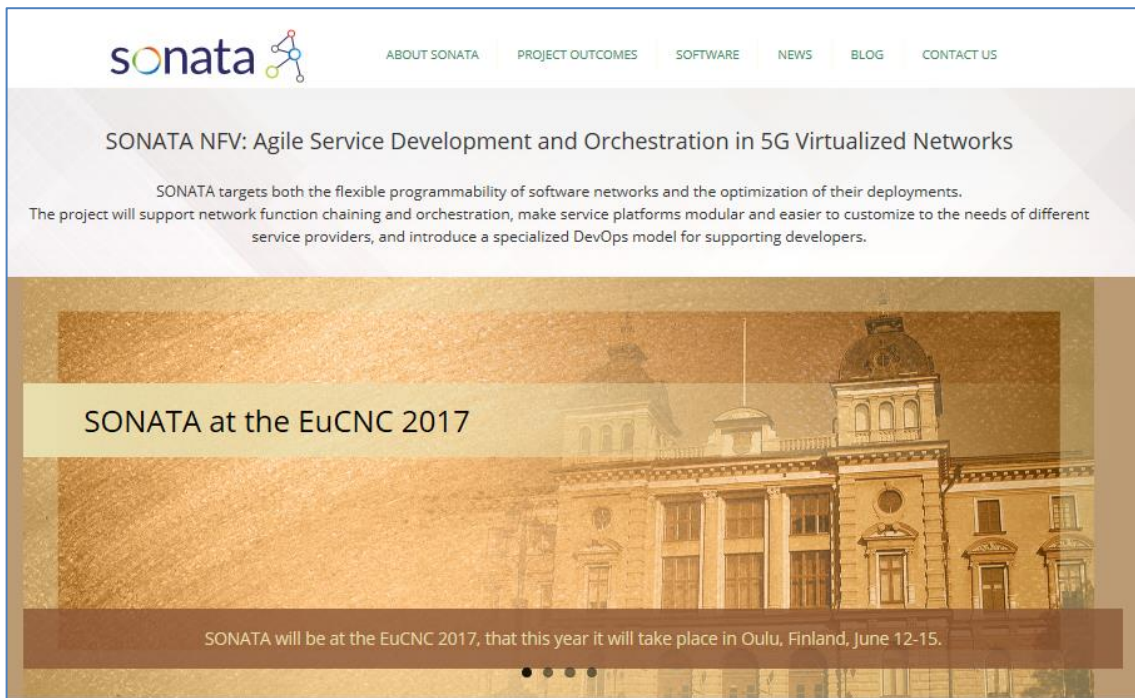 sonata
ABOUT SONATA PROJECT OUTCOMES SOFTWARE NEWS BLOG CONTACT US
SONATA NFV: Agile Service Development and Orchestration in 5G Virtualized Networks
SONATA targets both the flexible programmability of software networks and the optimization of their deployments.
The project will support network function chaining and orchestration, make service platforms modular and easier to customize to the needs of different
service providers, and introduce a specialized DevOps model for supporting developers.
SONATA at the EuCNC 2017
SONATA will be at the EuCNC 2017, that this year it will take place in Oulu, Finland, June 12-15.